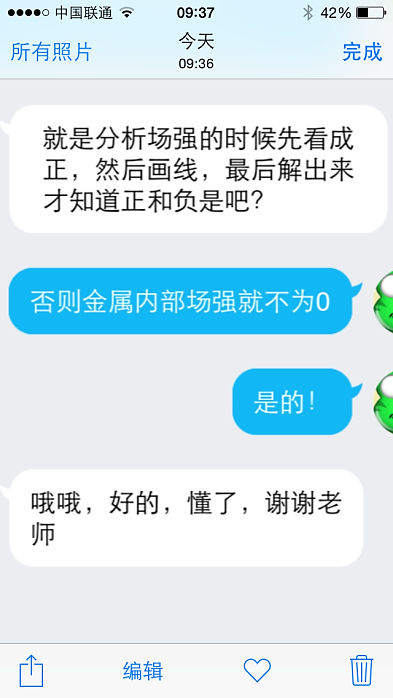 中国联通 09:37 42%
所有照片 今天 完成
09:36
就是分析场强的时候先看成
正，然后画线，最后解出来
才知道正和负是吧？
否则金属内部场强就不为0
是的！
哦哦，好的，懂了，谢谢老
师
编辑